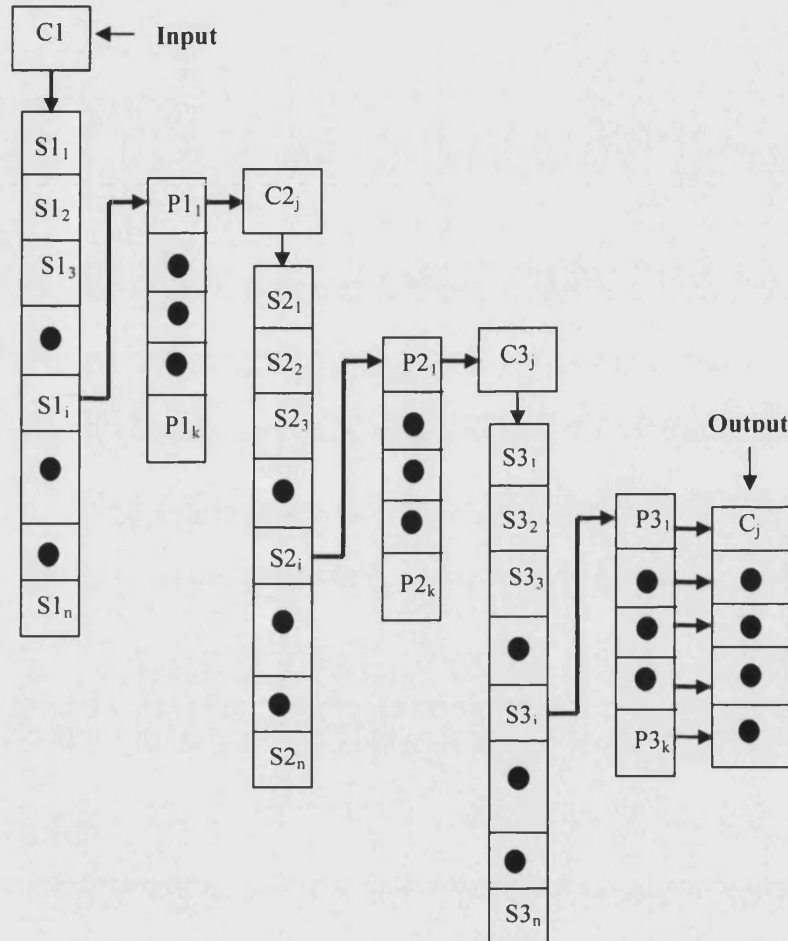 C1
Input
S1₁
S1₂
S1₃
S1ᵢ
S1ₙ
P1₁
P1ₖ
C2ⱼ
S2₁
S2₂
S2₃
S2ᵢ
S2ₙ
P2₁
P2ₖ
C3ⱼ
S3₁
S3₂
S3₃
S3ᵢ
S3ₙ
P3₁
P3ₖ
Output
Cⱼ